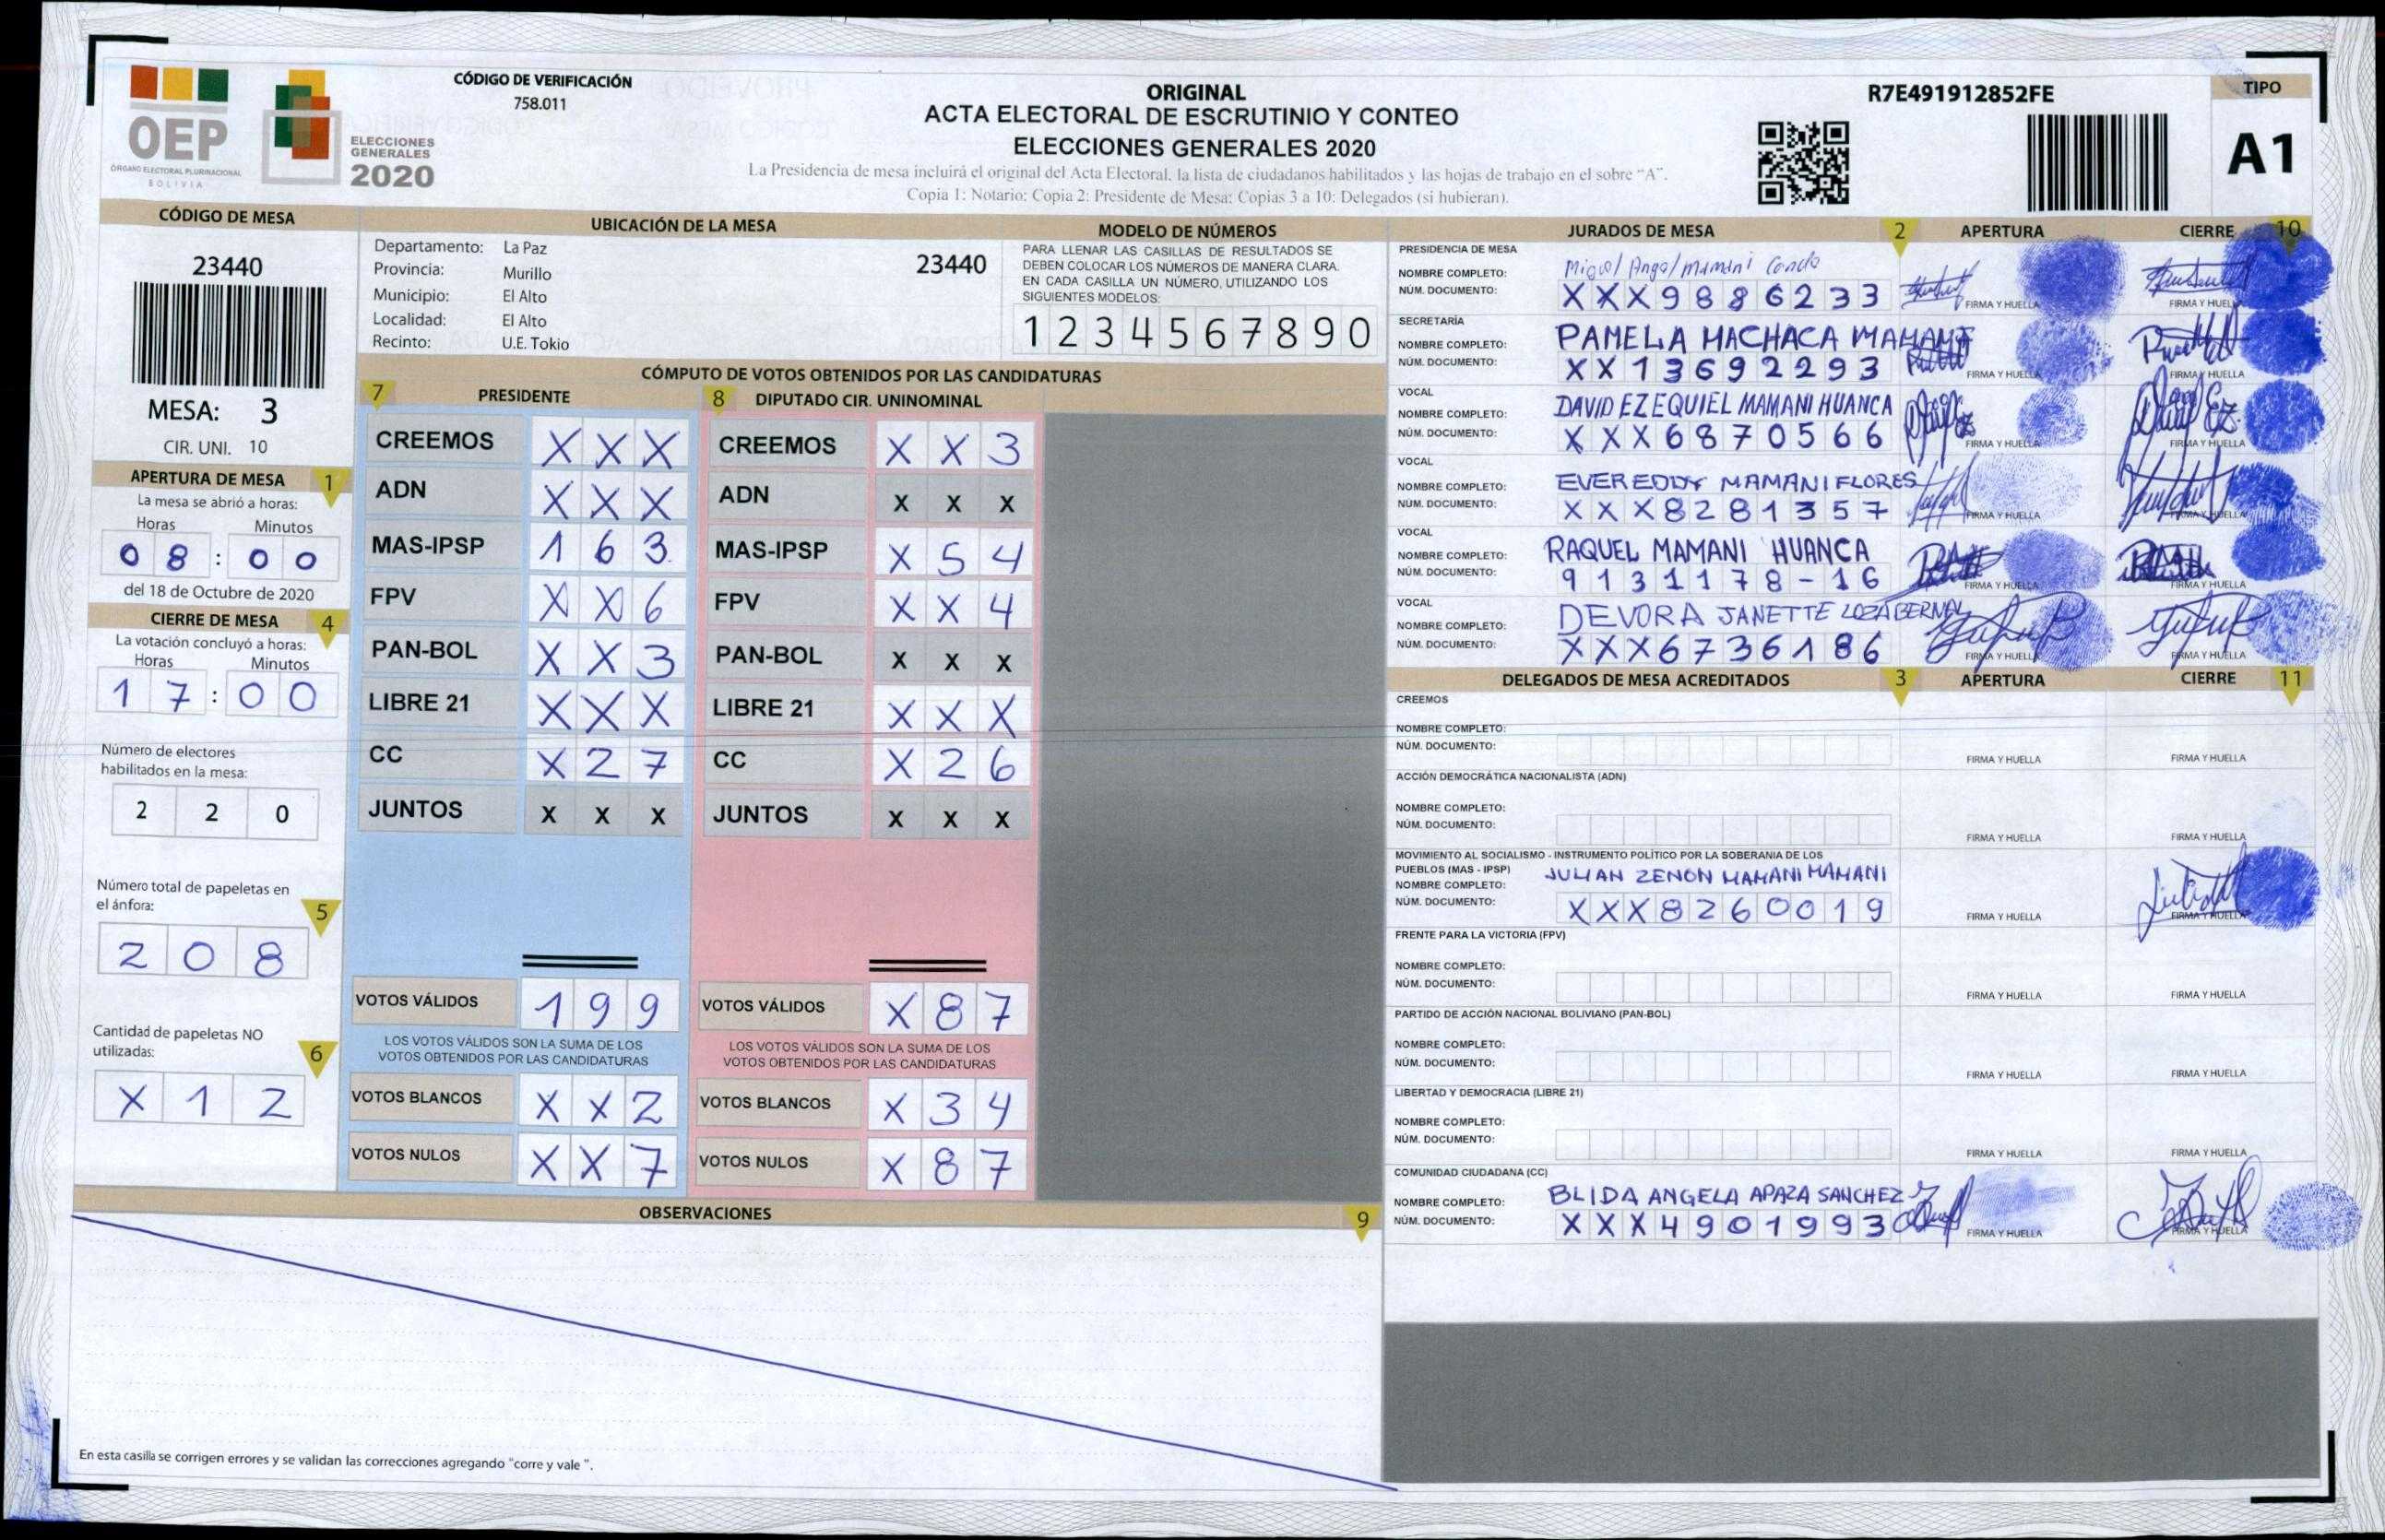 OEP
ÓRGANO ELECTORAL PLURINACIONAL
BOLIVIA
ELECCIONES
GENERALES
2020
CÓDIGO DE VERIFICACIÓN
758.011
ORIGINAL
ACTA ELECTORAL DE ESCRUTINIO Y CONTEO
ELECCIONES GENERALES 2020
La Presidencia de mesa incluirá el original del Acta Electoral, la lista de ciudadanos habilitados y las hojas de trabajo en el sobre "A".
Copia 1: Notario; Copia 2: Presidente de Mesa; Copias 3 a 10: Delegados (si hubieran).
R7E491912852FE
TIPO
A1
CÓDIGO DE MESA
23440
MESA: 3
CIR. UNI. 10
APERTURA DE MESA 1
La mesa se abrió a horas:
Horas Minutos
08 : 00
del 18 de Octubre de 2020
CIERRE DE MESA 4
La votación concluyó a horas:
Horas Minutos
17 : 00
Número de electores
habilitados en la mesa:
2 2 0
Número total de papeletas en
el ánfora: 5
2 0 8
Cantidad de papeletas NO
utilizadas: 6
X 1 2
UBICACIÓN DE LA MESA
Departamento: La Paz
23440
Provincia: Murillo
Municipio: El Alto
Localidad: El Alto
Recinto: U.E. Tokio
MODELO DE NÚMEROS
PARA LLENAR LAS CASILLAS DE RESULTADOS SE
DEBEN COLOCAR LOS NÚMEROS DE MANERA CLARA.
EN CADA CASILLA UN NÚMERO, UTILIZANDO LOS
SIGUIENTES MODELOS:
1 2 3 4 5 6 7 8 9 0
CÓMPUTO DE VOTOS OBTENIDOS POR LAS CANDIDATURAS
7 PRESIDENTE
CREEMOS X X X
ADN X X X
MAS-IPSP 1 6 3
FPV X X 6
PAN-BOL X X 3
LIBRE 21 X X X
CC X 2 7
JUNTOS X X X
VOTOS VÁLIDOS 1 9 9
LOS VOTOS VÁLIDOS SON LA SUMA DE LOS
VOTOS OBTENIDOS POR LAS CANDIDATURAS
VOTOS BLANCOS X X 2
VOTOS NULOS X X 7
8 DIPUTADO CIR. UNINOMINAL
CREEMOS X X 3
ADN X X X
MAS-IPSP X 5 4
FPV X X 4
PAN-BOL X X X
LIBRE 21 X X X
CC X 2 6
JUNTOS X X X
VOTOS VÁLIDOS X 8 7
LOS VOTOS VÁLIDOS SON LA SUMA DE LOS
VOTOS OBTENIDOS POR LAS CANDIDATURAS
VOTOS BLANCOS X 3 4
VOTOS NULOS X 8 7
OBSERVACIONES 9
En esta casilla se corrigen errores y se validan las correcciones agregando "corre y vale ".
JURADOS DE MESA 2 APERTURA CIERRE 10
PRESIDENCIA DE MESA
NOMBRE COMPLETO: Miguel Angel Mamani Condo
NÚM. DOCUMENTO: X X X 9 8 8 6 2 3 3 FIRMA Y HUELLA FIRMA Y HUELLA
SECRETARÍA
NOMBRE COMPLETO: PAMELA MACHACA MAMANI
NÚM. DOCUMENTO: X X 1 3 6 9 2 2 9 3 FIRMA Y HUELLA FIRMA Y HUELLA
VOCAL
NOMBRE COMPLETO: DAVID EZEQUIEL MAMANI HUANCA
NÚM. DOCUMENTO: X X X 6 8 7 0 5 6 6 FIRMA Y HUELLA FIRMA Y HUELLA
VOCAL
NOMBRE COMPLETO: EVER EDDY MAMANI FLORES
NÚM. DOCUMENTO: X X X 8 2 8 1 3 5 7 FIRMA Y HUELLA FIRMA Y HUELLA
VOCAL
NOMBRE COMPLETO: RAQUEL MAMANI HUANCA
NÚM. DOCUMENTO: 9 1 3 1 1 7 8 - 1 6 FIRMA Y HUELLA FIRMA Y HUELLA
VOCAL
NOMBRE COMPLETO: DEVORA JANETTE LOZA BERNAL
NÚM. DOCUMENTO: X X X 6 7 3 6 1 8 6 FIRMA Y HUELLA FIRMA Y HUELLA
DELEGADOS DE MESA ACREDITADOS 3 APERTURA CIERRE 11
CREEMOS
NOMBRE COMPLETO:
NÚM. DOCUMENTO: FIRMA Y HUELLA FIRMA Y HUELLA
ACCIÓN DEMOCRÁTICA NACIONALISTA (ADN)
NOMBRE COMPLETO:
NÚM. DOCUMENTO: FIRMA Y HUELLA FIRMA Y HUELLA
MOVIMIENTO AL SOCIALISMO - INSTRUMENTO POLÍTICO POR LA SOBERANIA DE LOS
PUEBLOS (MAS - IPSP)
NOMBRE COMPLETO: JULIAN ZENON MAMANI MAMANI
NÚM. DOCUMENTO: X X X 8 2 6 0 0 1 9 FIRMA Y HUELLA FIRMA Y HUELLA
FRENTE PARA LA VICTORIA (FPV)
NOMBRE COMPLETO:
NÚM. DOCUMENTO: FIRMA Y HUELLA FIRMA Y HUELLA
PARTIDO DE ACCIÓN NACIONAL BOLIVIANO (PAN-BOL)
NOMBRE COMPLETO:
NÚM. DOCUMENTO: FIRMA Y HUELLA FIRMA Y HUELLA
LIBERTAD Y DEMOCRACIA (LIBRE 21)
NOMBRE COMPLETO:
NÚM. DOCUMENTO: FIRMA Y HUELLA FIRMA Y HUELLA
COMUNIDAD CIUDADANA (CC)
NOMBRE COMPLETO: BLIDA ANGELA APAZA SANCHEZ
NÚM. DOCUMENTO: X X X 4 9 0 1 9 9 3 FIRMA Y HUELLA FIRMA Y HUELLA